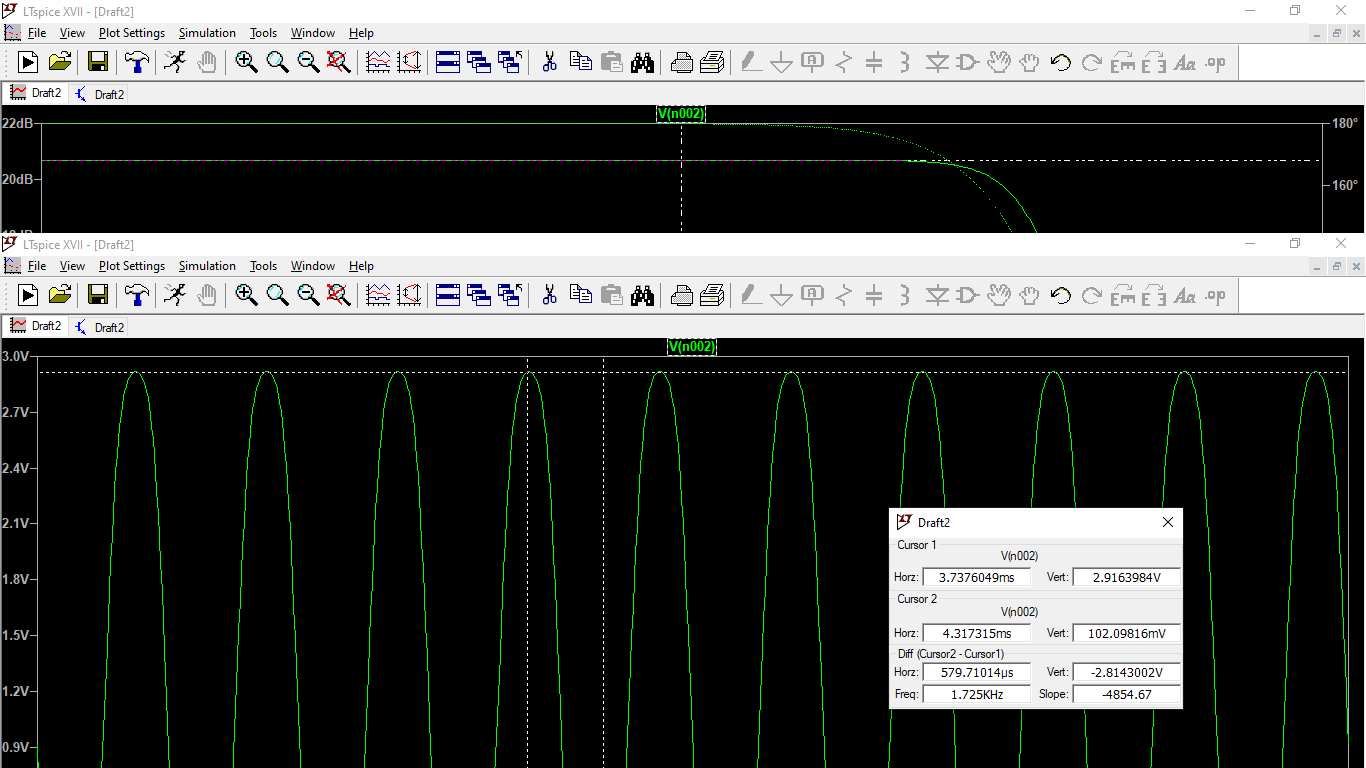 LTspice XVII - [Draft2]
File View Plot Settings Simulation Tools Window Help
Draft2 Draft2
V(n002)
22dB 180°
20dB 160°
LTspice XVII - [Draft2]
File View Plot Settings Simulation Tools Window Help
Draft2 Draft2
V(n002)
3.0V
2.7V
2.4V
2.1V
1.8V
1.5V
1.2V
0.9V
Draft2
Cursor 1
V(n002)
Horz: 3.7376049ms Vert: 2.9163984V
Cursor 2
V(n002)
Horz: 4.317315ms Vert: 102.09816mV
Diff (Cursor2 - Cursor1)
Horz: 579.71014µs Vert: -2.8143002V
Freq: 1.725KHz Slope: -4854.67